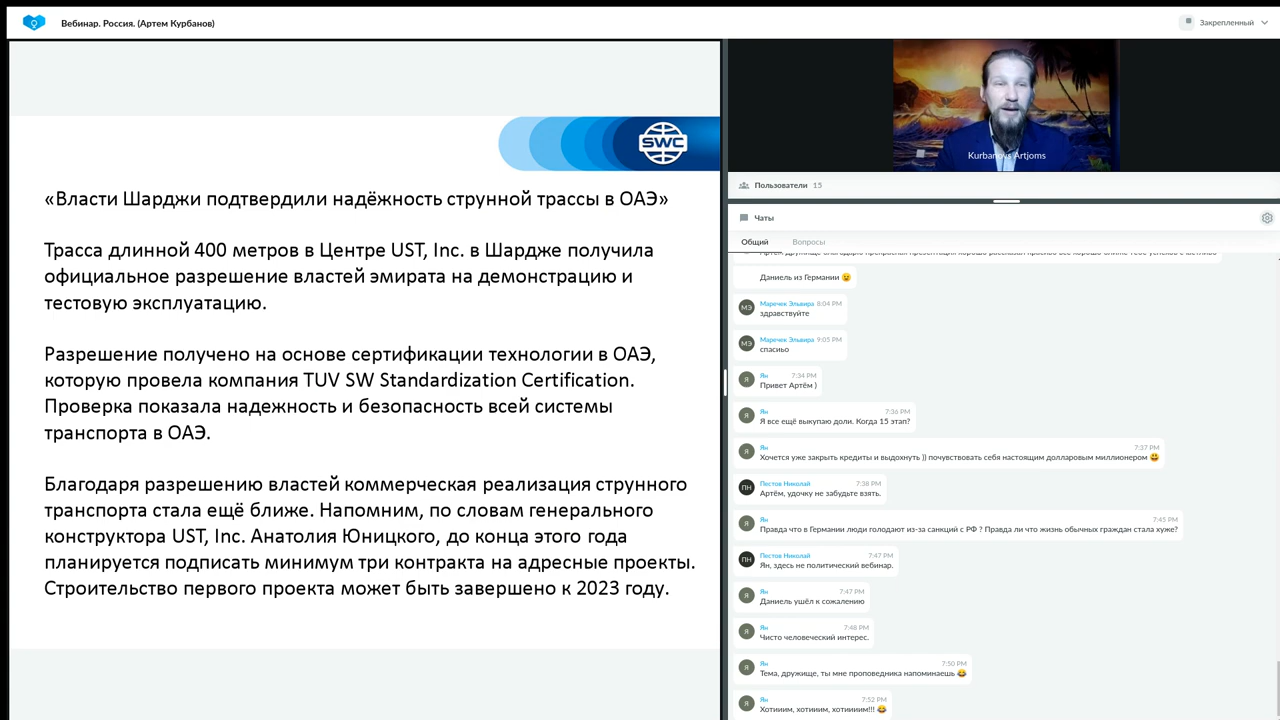 Вебинар. Россия. (Артем Курбанов)
Закрепленный
SWC
«Власти Шарджи подтвердили надёжность струнной трассы в ОАЭ»
Трасса длинной 400 метров в Центре UST, Inc. в Шардже получила
официальное разрешение властей эмирата на демонстрацию и
тестовую эксплуатацию.
Разрешение получено на основе сертификации технологии в ОАЭ,
которую провела компания TUV SW Standardization Certification.
Проверка показала надежность и безопасность всей системы
транспорта в ОАЭ.
Благодаря разрешению властей коммерческая реализация струнного
транспорта стала ещё ближе. Напомним, по словам генерального
конструктора UST, Inc. Анатолия Юницкого, до конца этого года
планируется подписать минимум три контракта на адресные проекты.
Строительство первого проекта может быть завершено к 2023 году.
Kurbanovs Artjoms
Пользователи 15
Чаты
Общий Вопросы
Даниель из Германии 😉
МЭ Маречек Эльвира 8:04 PM
здравствуйте
МЭ Маречек Эльвира 9:05 PM
спасиьо
Я Ян 7:34 PM
Привет Артём )
Я Ян 7:36 PM
Я все ещё выкупаю доли. Когда 15 этап?
Я Ян 7:37 PM
Хочется уже закрыть кредиты и выдохнуть )) почувствовать себя настоящим долларовым миллионером 😃
ПН Пестов Николай 7:38 PM
Артём, удочку не забудьте взять.
Я Ян 7:45 PM
Правда что в Германии люди голодают из-за санкций с РФ ? Правда ли что жизнь обычных граждан стала хуже?
ПН Пестов Николай 7:47 PM
Ян, здесь не политический вебинар.
Я Ян 7:47 PM
Даниель ушёл к сожалению
Я Ян 7:48 PM
Чисто человеческий интерес.
Я Ян 7:50 PM
Тема, дружище, ты мне проповедника напоминаешь 😂
Я Ян 7:52 PM
Хотииим, хотииим, хотиииим!!! 😂